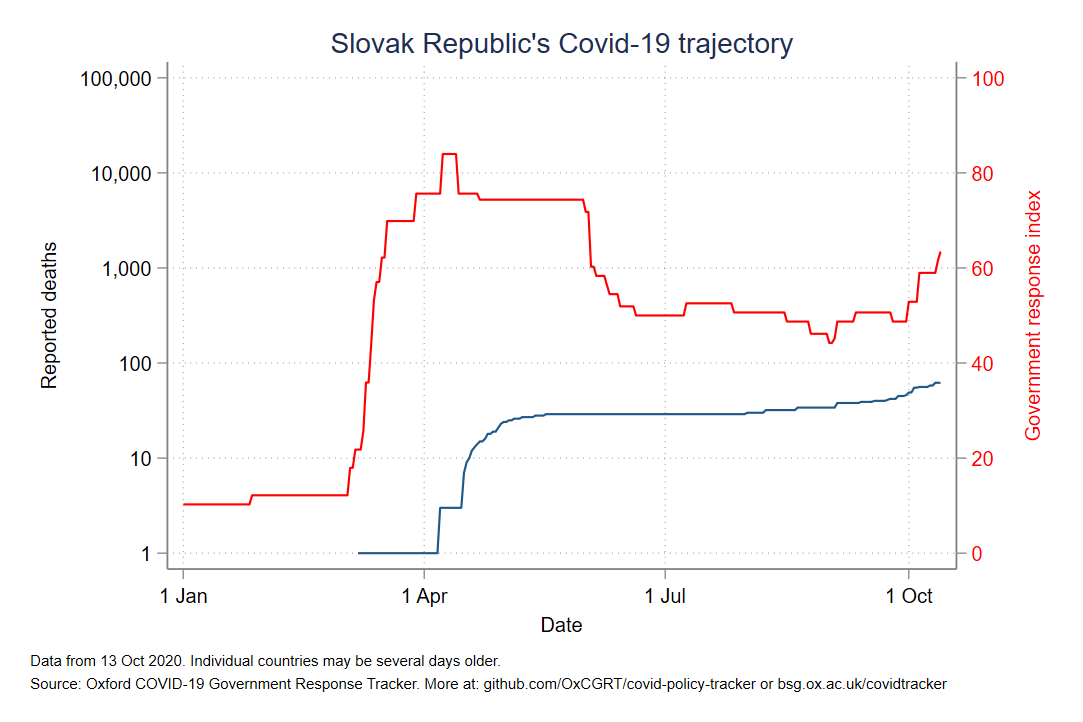 Slovak Republic's Covid-19 trajectory
100,000
10,000
1,000
100
10
1
Reported deaths
100
80
60
40
20
0
Government response index
1 Jan
1 Apr
1 Jul
1 Oct
Date
Data from 13 Oct 2020. Individual countries may be several days older.
Source: Oxford COVID-19 Government Response Tracker. More at: github.com/OxCGRT/covid-policy-tracker or bsg.ox.ac.uk/covidtracker